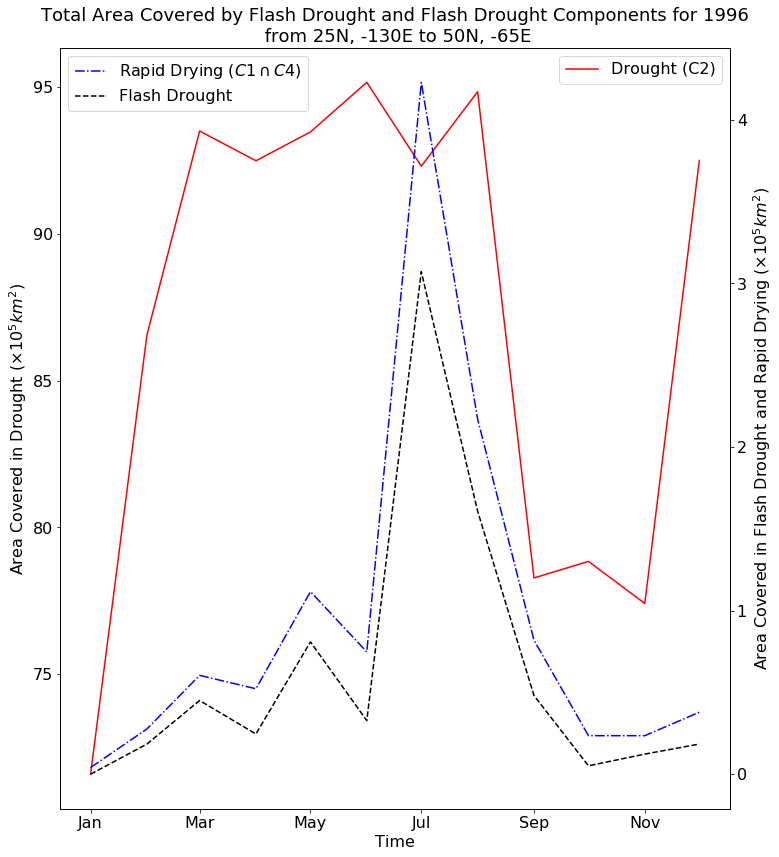 Total Area Covered by Flash Drought and Flash Drought Components for 1996
from 25N, -130E to 50N, -65E
Rapid Drying (C1 ∩ C4)
Flash Drought
Drought (C2)
Area Covered in Drought (×10⁵km²)
95
90
85
80
75
Area Covered in Flash Drought and Rapid Drying (×10⁵km²)
4
3
2
1
0
Jan
Mar
May
Jul
Sep
Nov
Time